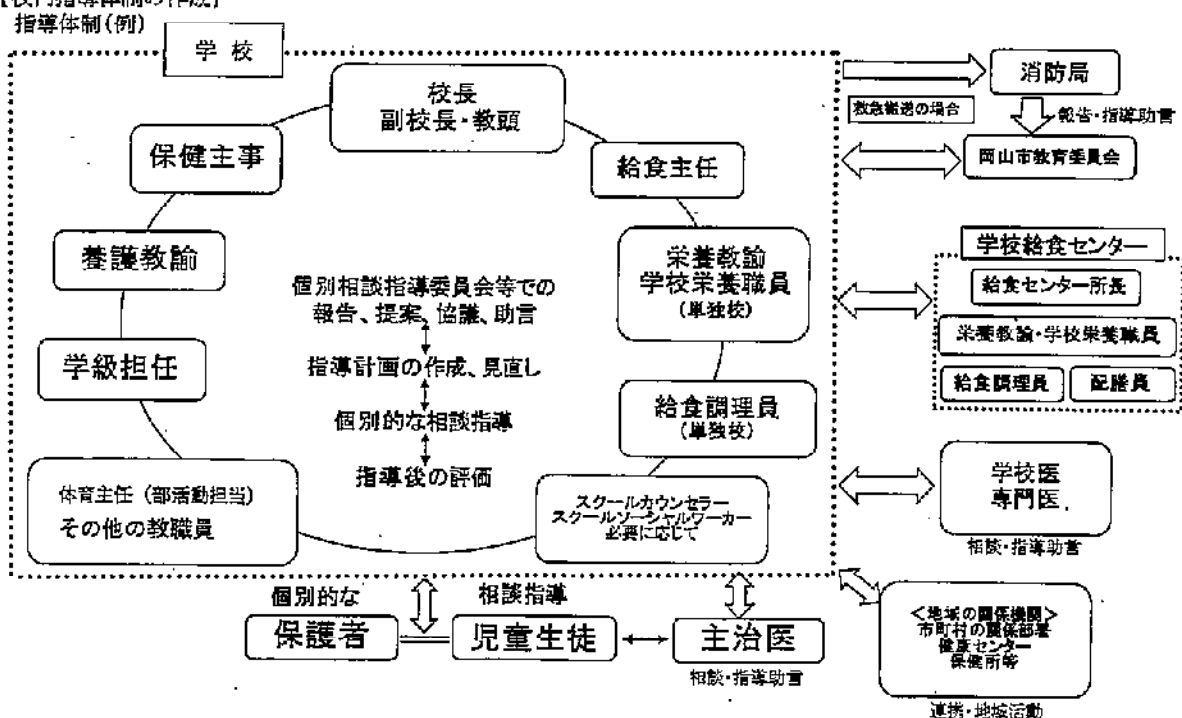 指導体制(例)
学校
校長
副校長・教頭
保健主事
給食主任
養護教諭
栄養教諭
学校栄養職員
(単独校)
学級担任
給食調理員
(単独校)
個別相談指導委員会等での
報告、提案、協議、助言
指導計画の作成、見直し
個別的な相談指導
指導後の評価
体育主任(部活動担当)
その他の教職員
スクールカウンセラー
スクールソーシャルワーカー
必要に応じて
消防局
救急搬送の場合
報告・指導助言
岡山市教育委員会
学校給食センター
給食センター所長
栄養教諭・学校栄養職員
給食調理員
配膳員
学校医
専門医
相談・指導助言
個別的な
相談指導
保護者
児童生徒
主治医
相談・指導助言
<地域の関係機関>
市町村の関係部署
健康センター
保健所等
連携・地域活動